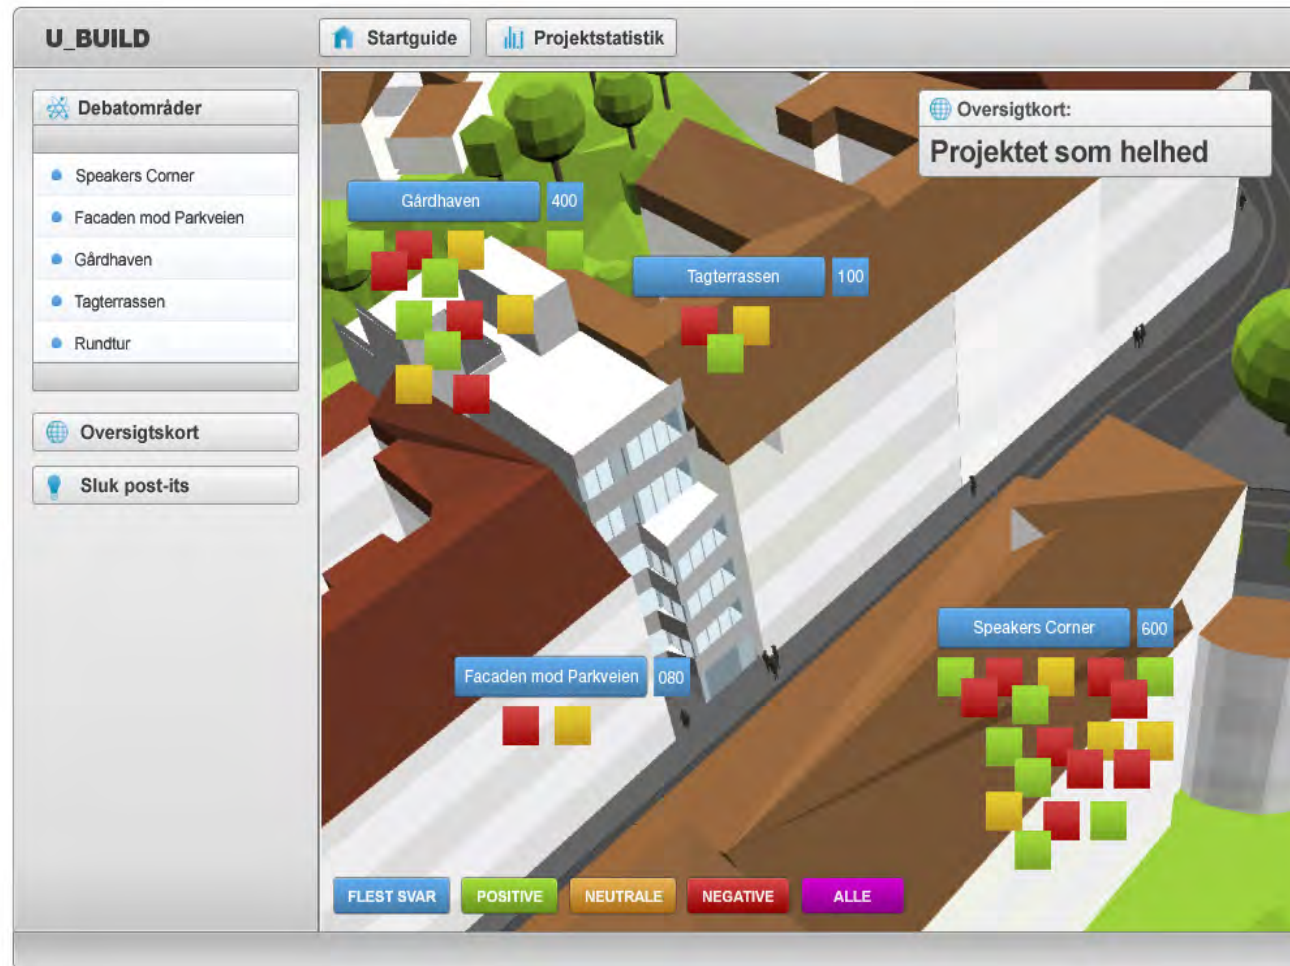 U_BUILD
Startguide
Projektstatistik
Debatområder
Speakers Corner
Facaden mod Parkveien
Gårdhaven
Tagterrassen
Rundtur
Oversigtskort
Sluk post-its
Oversigtkort:
Projektet som helhed
Gårdhaven 400
Tagterrassen 100
Speakers Corner 600
Facaden mod Parkveien 080
FLEST SVAR POSITIVE NEUTRALE NEGATIVE ALLE